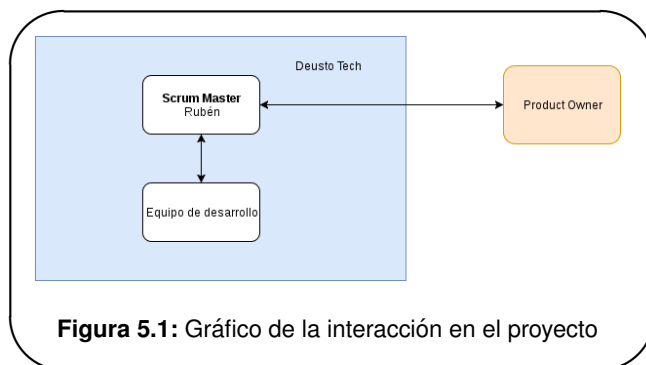 Deusto Tech
Scrum Master
Rubén
Product Owner
Equipo de desarrollo
Figura 5.1: Gráfico de la interacción en el proyecto